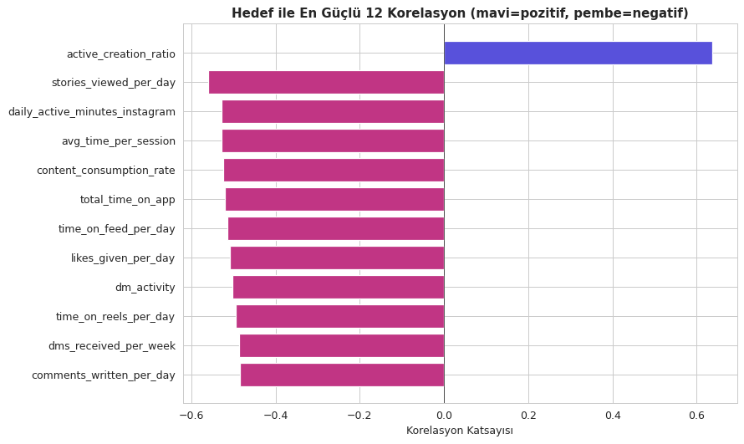 Hedef ile En Güçlü 12 Korelasyon (mavi=pozitif, pembe=negatif)
active_creation_ratio
stories_viewed_per_day
daily_active_minutes_instagram
avg_time_per_session
content_consumption_rate
total_time_on_app
time_on_feed_per_day
likes_given_per_day
dm_activity
time_on_reels_per_day
dms_received_per_week
comments_written_per_day
−0.6 −0.4 −0.2 0.0 0.2 0.4 0.6
Korelasyon Katsayısı